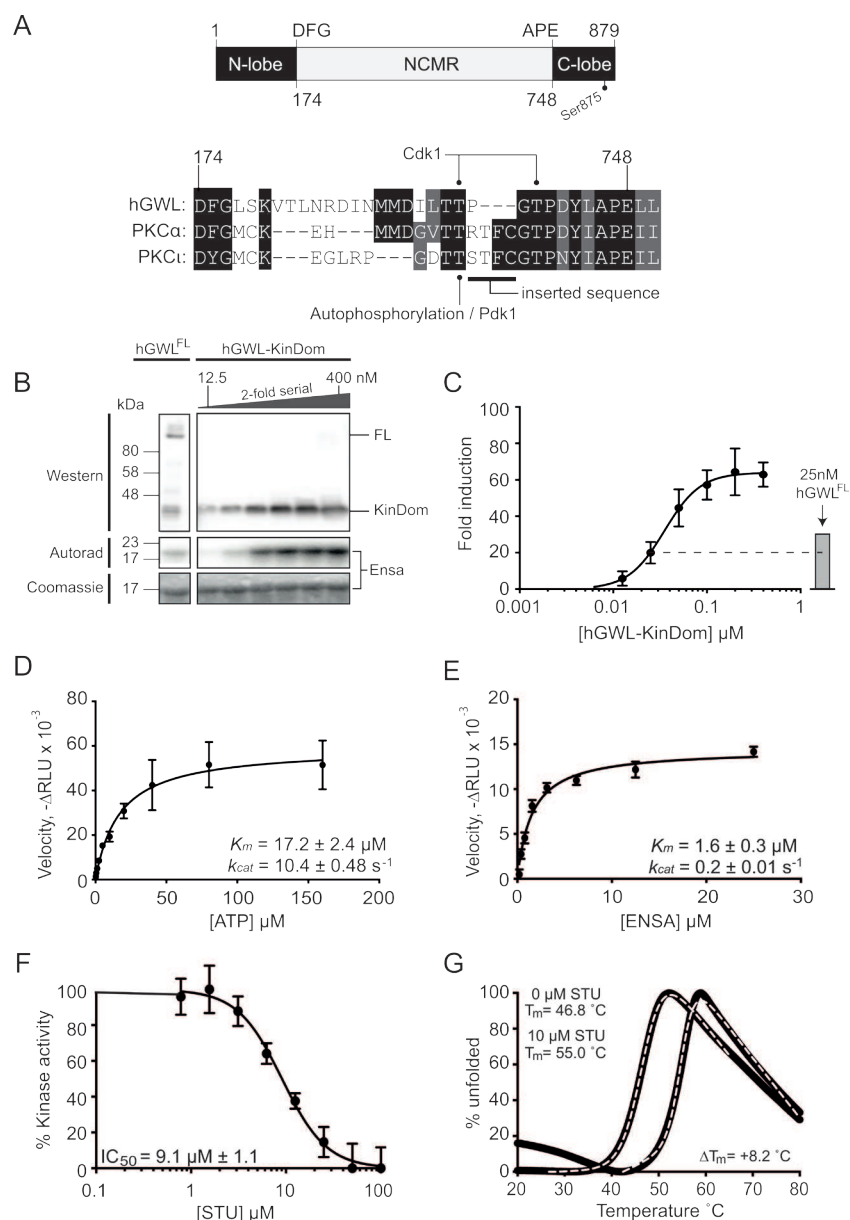 A
1 DFG APE 879
N-lobe NCMR C-lobe
174 748 Ser875
Cdk1
174 748
hGWL: DFGLSKVTLNRDINMMDILTTP---GTPDYLAPELL
PKCα: DFGMCK---EH---MMDGVTTRTFCGTPDYIAPEII
PKCι: DYGMCK---EGLRP---GDTTSTFCGTPNYIAPEIL
inserted sequence
Autophosphorylation / Pdk1
B
hGWLFL hGWL-KinDom
12.5 400 nM
2-fold serial
kDa
Western
80
58
48
FL
KinDom
Autorad
23
17
Ensa
Coomassie
17
C
Fold induction
100
80
60
40
20
0
0.001 0.01 0.1 1
[hGWL-KinDom] µM
25nM
hGWLFL
D
Velocity, -ΔRLU x 10-3
80
60
40
20
0
0 50 100 150 200
[ATP] µM
Km = 17.2 ± 2.4 µM
kcat = 10.4 ± 0.48 s-1
E
Velocity, -ΔRLU x 10-3
20
15
10
5
0
0 10 20 30
[ENSA] µM
Km = 1.6 ± 0.3 µM
kcat = 0.2 ± 0.01 s-1
F
% Kinase activity
100
80
60
40
20
0
0.1 1 10 100
[STU] µM
IC50 = 9.1 µM ± 1.1
G
% unfolded
100
80
60
40
20
0
20 30 40 50 60 70 80
Temperature ˚C
0 µM STU
Tm= 46.8 ˚C
10 µM STU
Tm= 55.0 ˚C
ΔTm= +8.2 ˚C